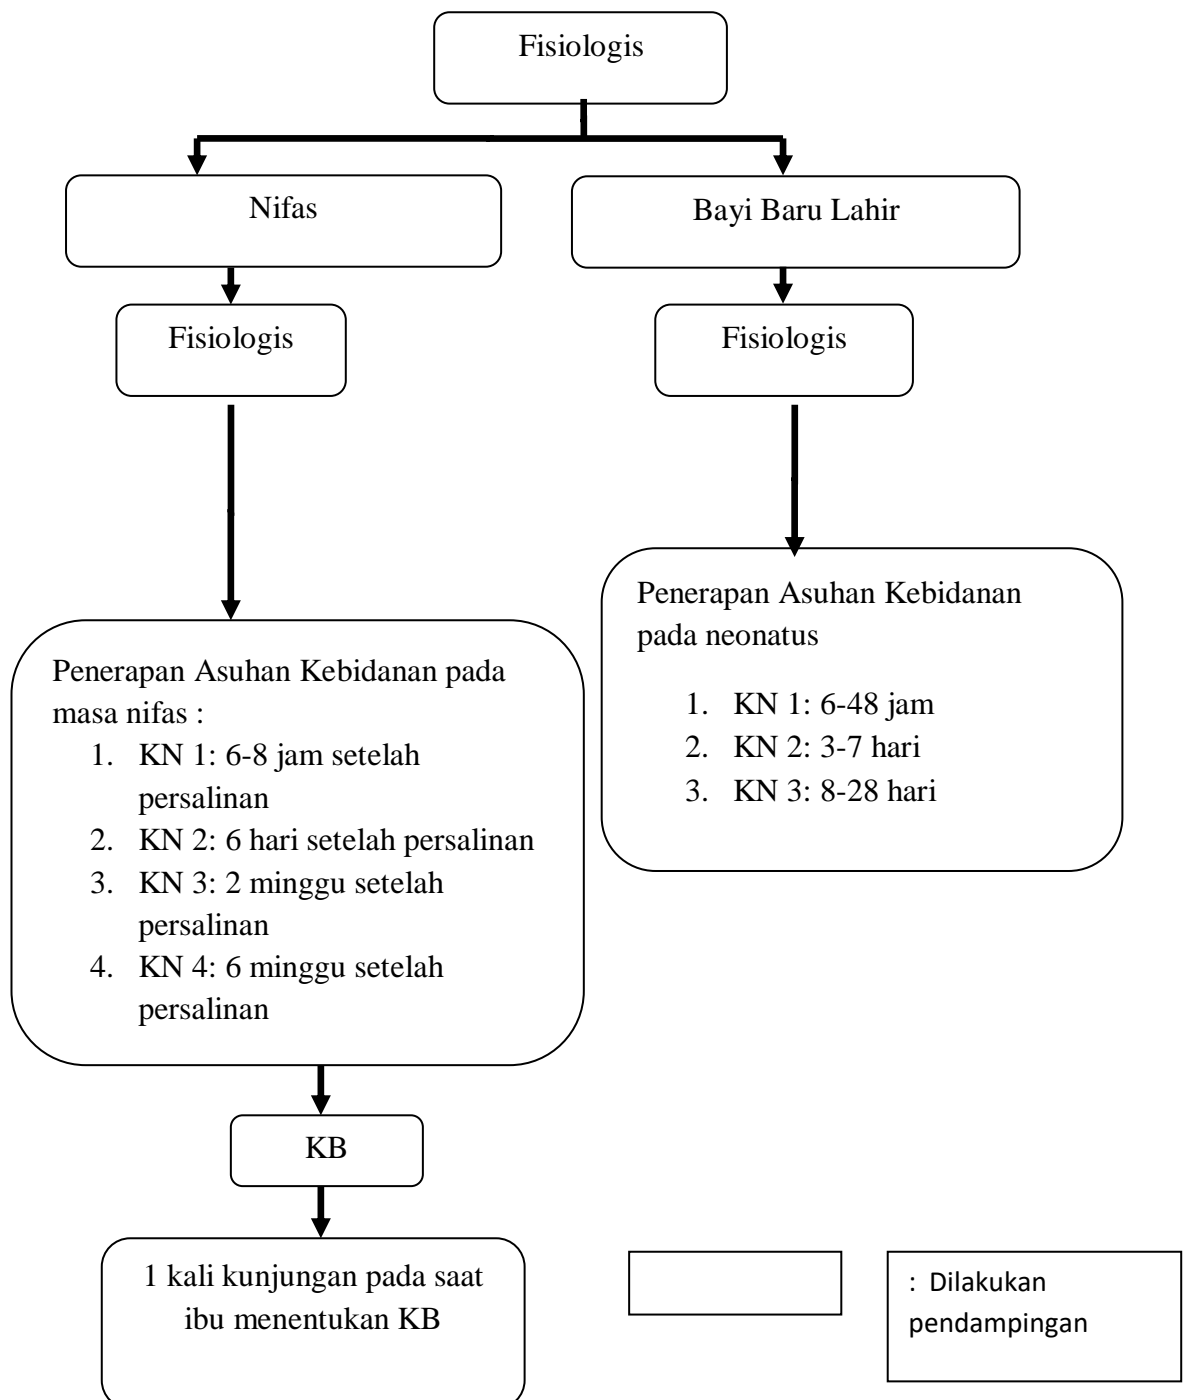 Fisiologis
Nifas
Bayi Baru Lahir
Fisiologis
Fisiologis
Penerapan Asuhan Kebidanan
pada neonatus
1. KN 1: 6-48 jam
2. KN 2: 3-7 hari
3. KN 3: 8-28 hari
Penerapan Asuhan Kebidanan pada
masa nifas :
1. KN 1: 6-8 jam setelah
persalinan
2. KN 2: 6 hari setelah persalinan
3. KN 3: 2 minggu setelah
persalinan
4. KN 4: 6 minggu setelah
persalinan
KB
1 kali kunjungan pada saat
ibu menentukan KB
: Dilakukan
pendampingan